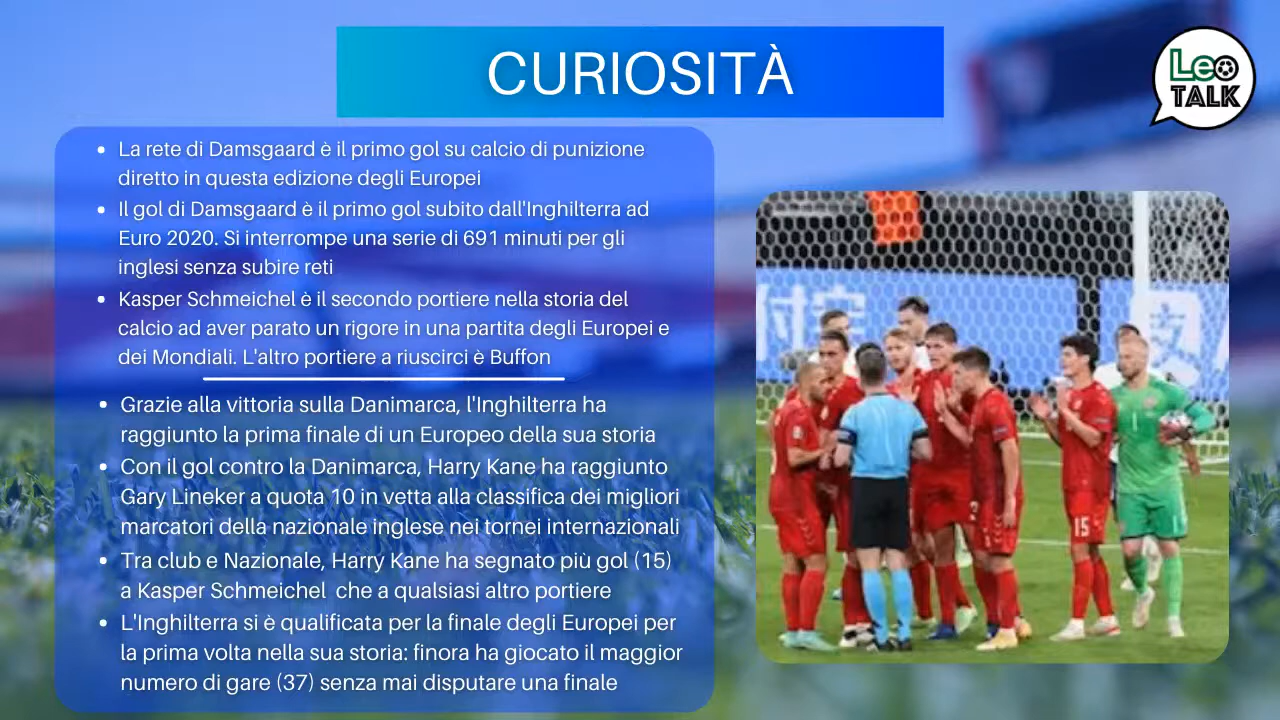 CURIOSITÀ
Leo
TALK
• La rete di Damsgaard è il primo gol su calcio di punizione
diretto in questa edizione degli Europei
• Il gol di Damsgaard è il primo gol subito dall'Inghilterra ad
Euro 2020. Si interrompe una serie di 691 minuti per gli
inglesi senza subire reti
• Kasper Schmeichel è il secondo portiere nella storia del
calcio ad aver parato un rigore in una partita degli Europei e
dei Mondiali. L'altro portiere a riuscirci è Buffon
• Grazie alla vittoria sulla Danimarca, l'Inghilterra ha
raggiunto la prima finale di un Europeo della sua storia
• Con il gol contro la Danimarca, Harry Kane ha raggiunto
Gary Lineker a quota 10 in vetta alla classifica dei migliori
marcatori della nazionale inglese nei tornei internazionali
• Tra club e Nazionale, Harry Kane ha segnato più gol (15)
a Kasper Schmeichel  che a qualsiasi altro portiere
• L'Inghilterra si è qualificata per la finale degli Europei per
la prima volta nella sua storia: finora ha giocato il maggior
numero di gare (37) senza mai disputare una finale
付宝
15
1